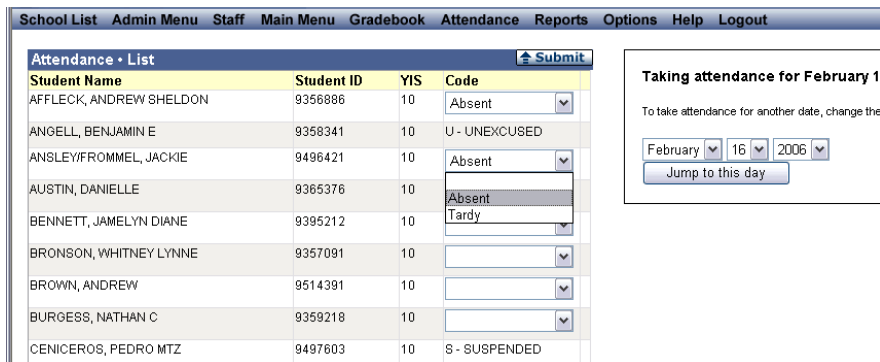 School List Admin Menu Staff Main Menu Gradebook Attendance Reports Options Help Logout
Attendance • List Submit
Student Name Student ID YIS Code
AFFLECK, ANDREW SHELDON 9356886 10 Absent
ANGELL, BENJAMIN E 9358341 10 U - UNEXCUSED
ANSLEY/FROMMEL, JACKIE 9496421 10 Absent
AUSTIN, DANIELLE 9365376 10
Absent
Tardy
BENNETT, JAMELYN DIANE 9395212 10
BRONSON, WHITNEY LYNNE 9357091 10
BROWN, ANDREW 9514391 10
BURGESS, NATHAN C 9359218 10
CENICEROS, PEDRO MTZ 9497603 10 S - SUSPENDED
Taking attendance for February 1
To take attendance for another date, change the
February 16 2006
Jump to this day